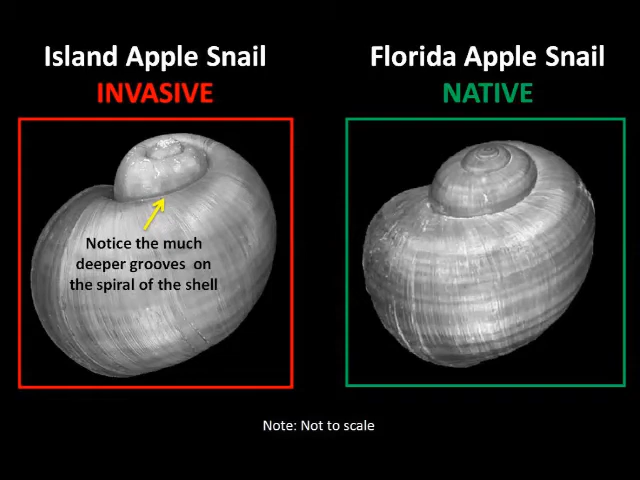 Island Apple Snail
INVASIVE
Florida Apple Snail
NATIVE
Notice the much
deeper grooves on
the spiral of the shell
Note: Not to scale